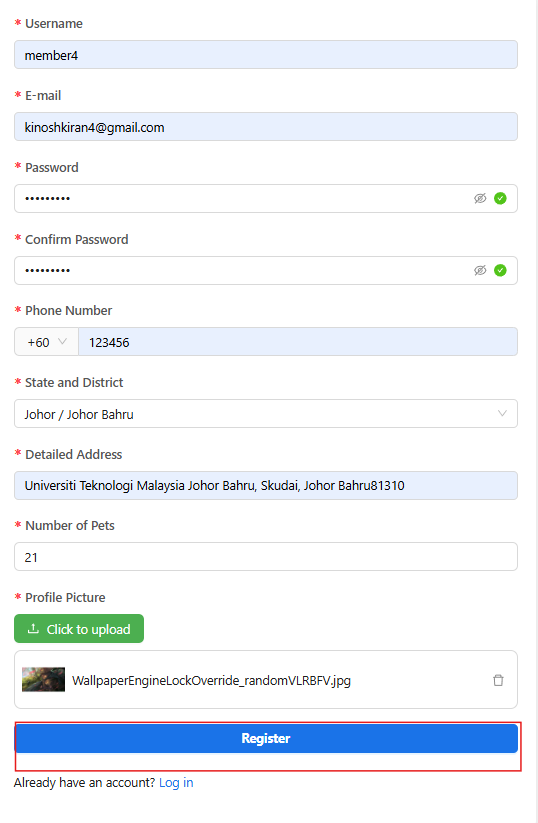 * Username
member4
* E-mail
kinoshkiran4@gmail.com
* Password
•••••••••
* Confirm Password
•••••••••
* Phone Number
+60 123456
* State and District
Johor / Johor Bahru
* Detailed Address
Universiti Teknologi Malaysia Johor Bahru, Skudai, Johor Bahru81310
* Number of Pets
21
* Profile Picture
Click to upload
WallpaperEngineLockOverride_randomVLRBFV.jpg
Register
Already have an account? Log in